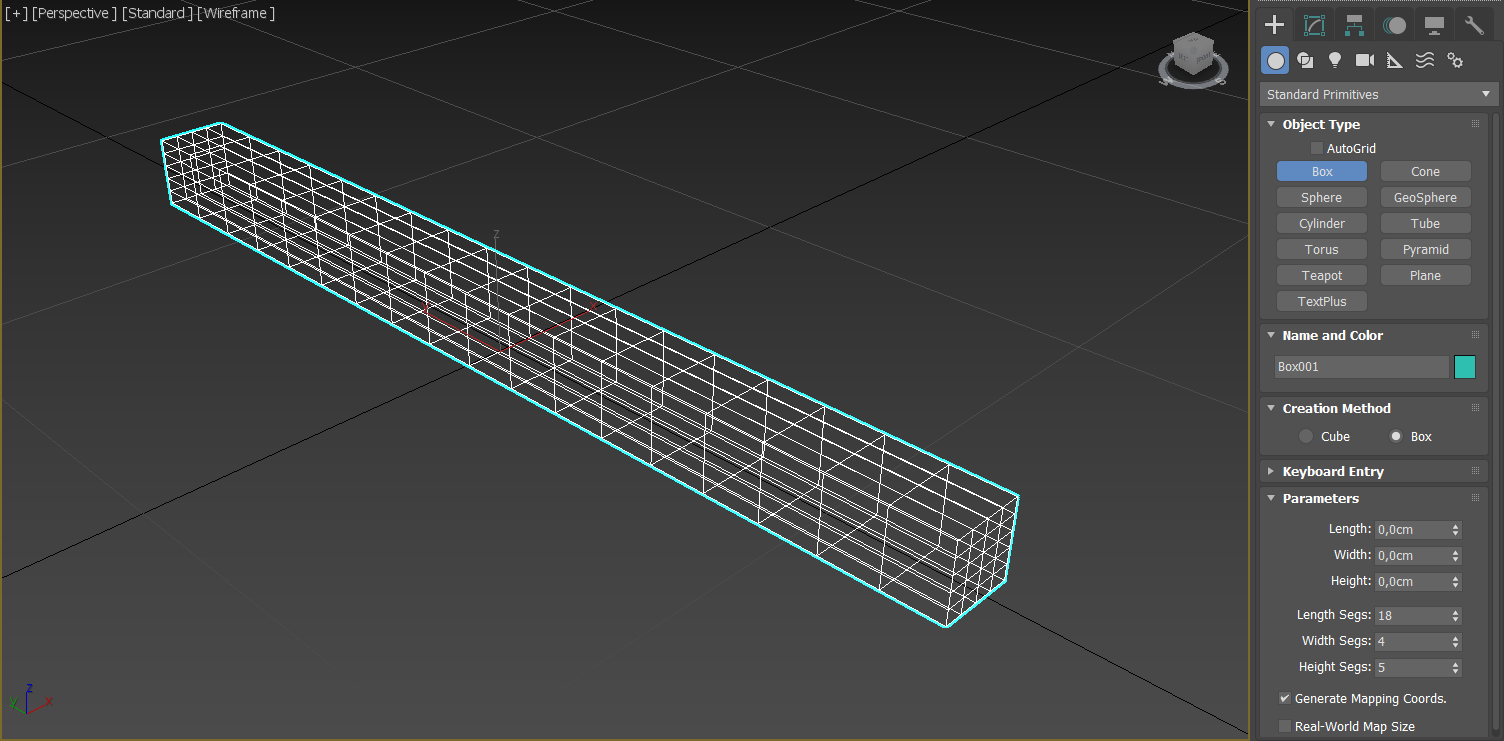 [+] [Perspective ] [Standard ] [Wireframe ]
Z
Z
Y
X
Standard Primitives
Object Type
AutoGrid
Box Cone
Sphere GeoSphere
Cylinder Tube
Torus Pyramid
Teapot Plane
TextPlus
Name and Color
Box001
Creation Method
Cube Box
Keyboard Entry
Parameters
Length: 0,0cm
Width: 0,0cm
Height: 0,0cm
Length Segs: 18
Width Segs: 4
Height Segs: 5
Generate Mapping Coords.
Real-World Map Size